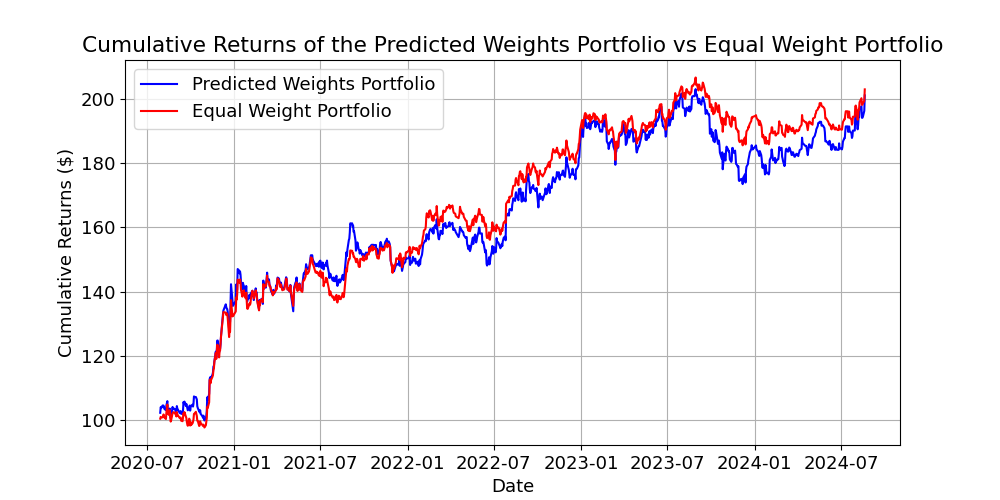 Cumulative Returns of the Predicted Weights Portfolio vs Equal Weight Portfolio
Predicted Weights Portfolio
Equal Weight Portfolio
Cumulative Returns ($)
200
180
160
140
120
100
2020-07 2021-01 2021-07 2022-01 2022-07 2023-01 2023-07 2024-01 2024-07
Date